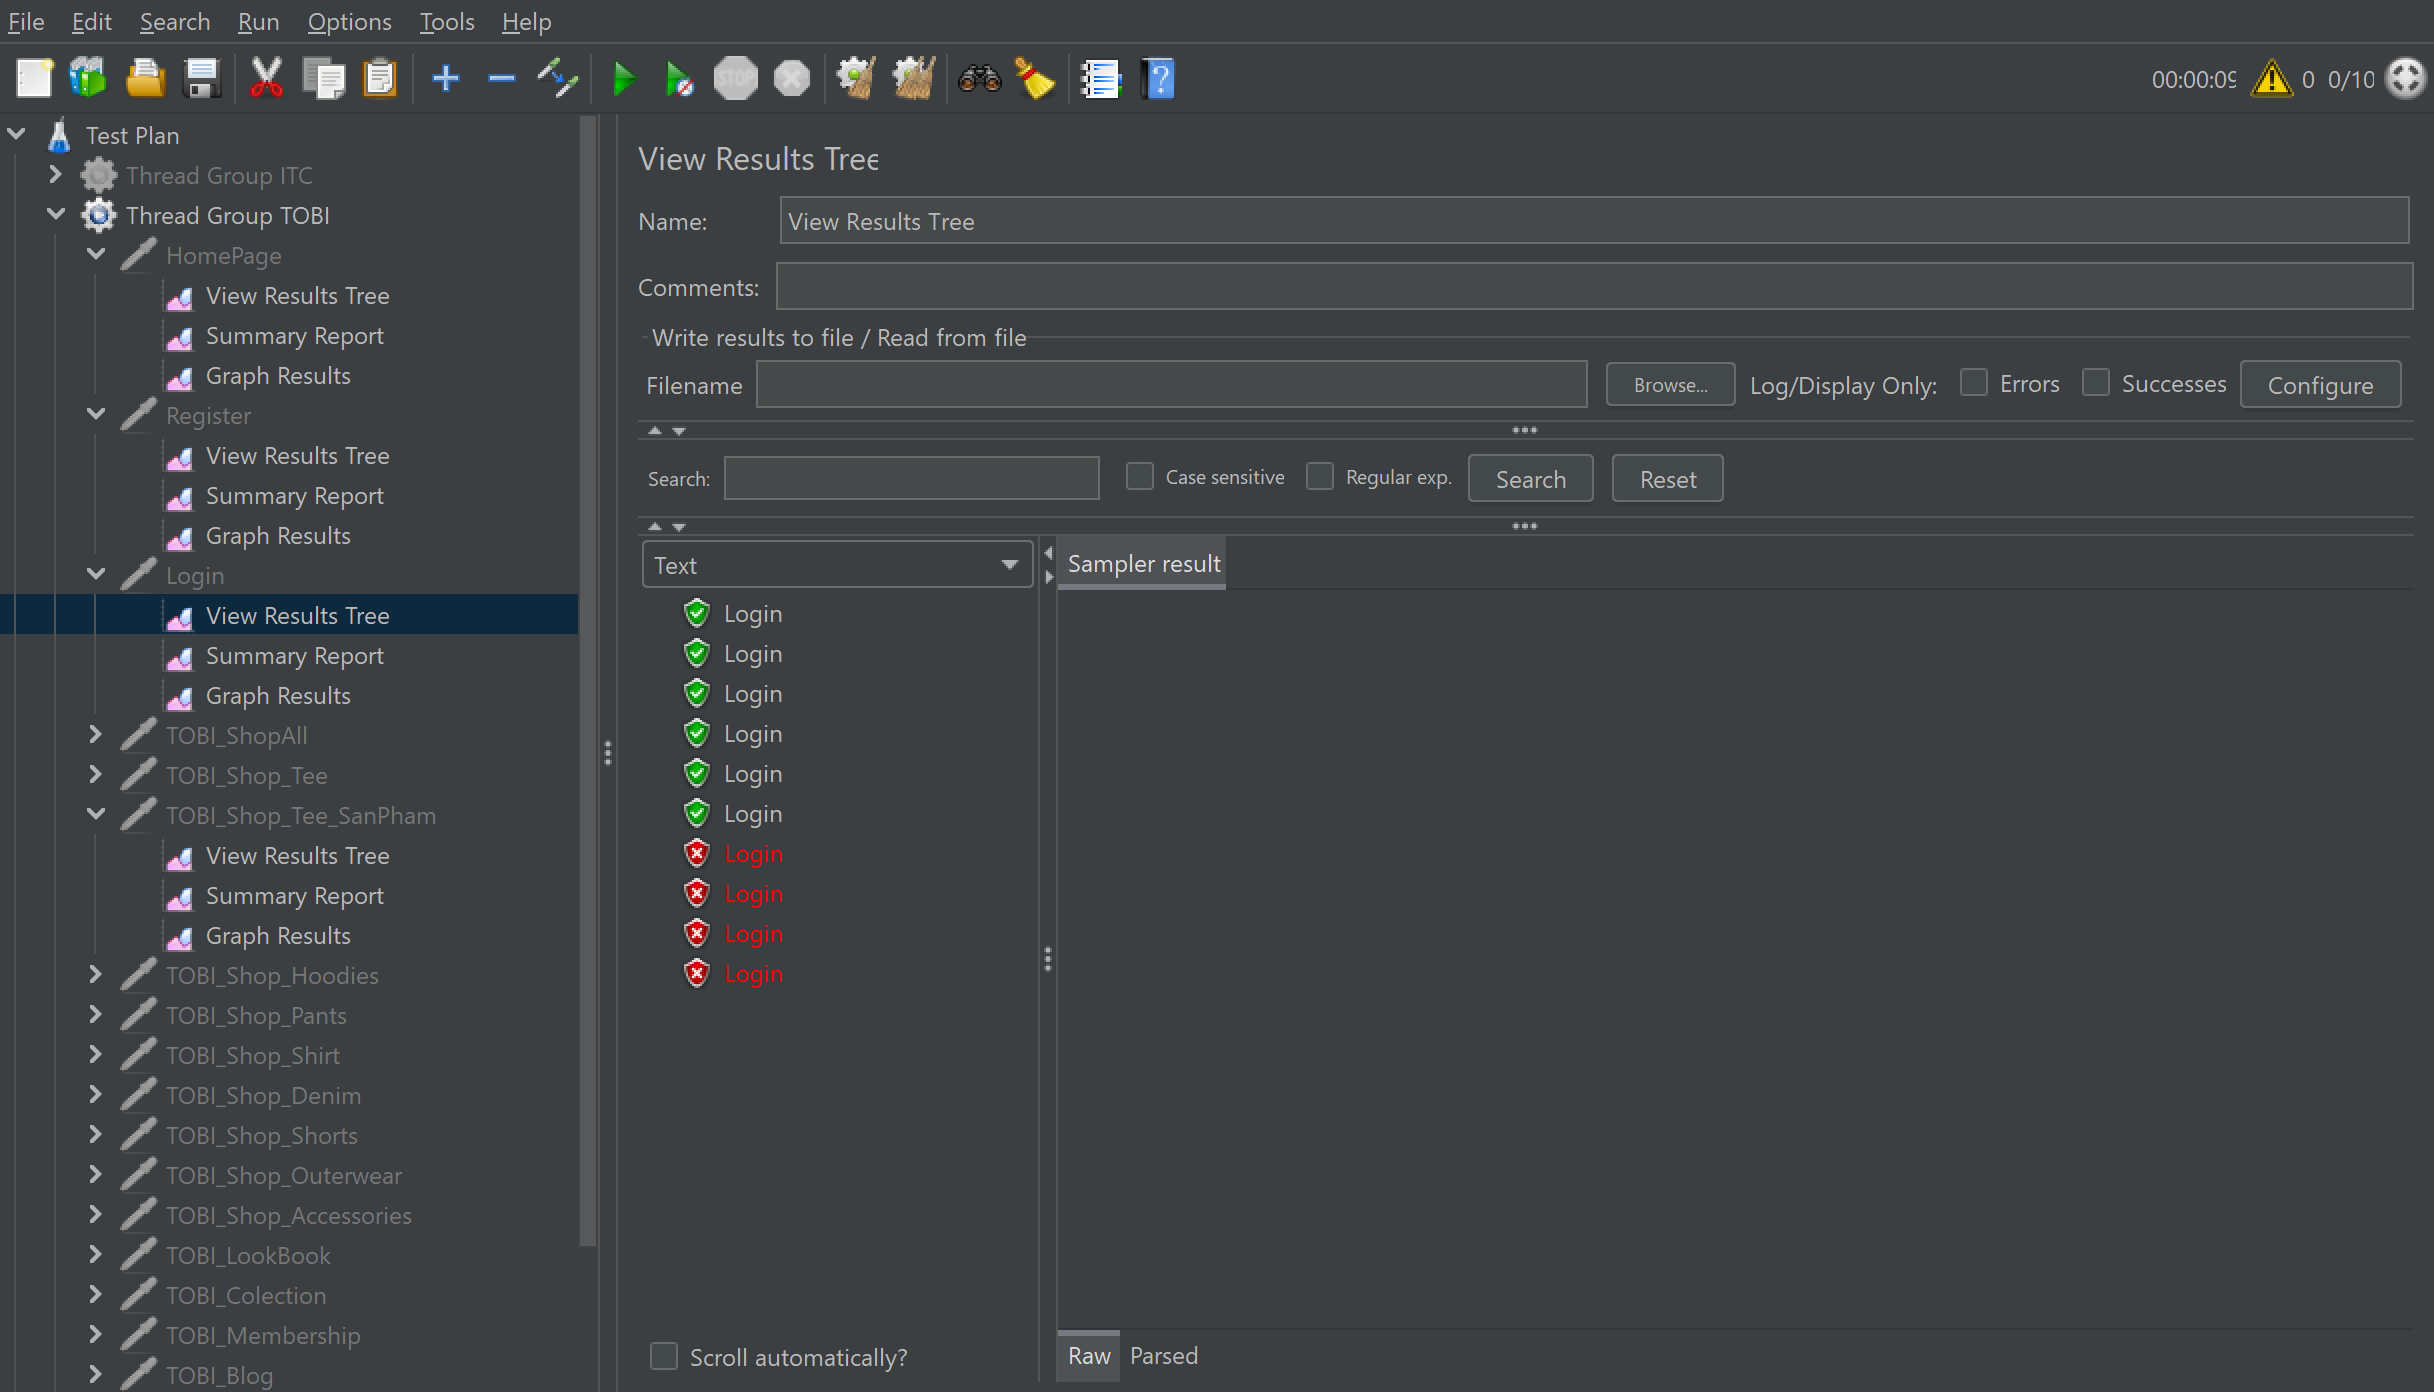 File Edit Search Run Options Tools Help
STOP
00:00:09 0 0/10
Test Plan
Thread Group ITC
Thread Group TOBI
HomePage
View Results Tree
Summary Report
Graph Results
Register
View Results Tree
Summary Report
Graph Results
Login
View Results Tree
Summary Report
Graph Results
TOBI_ShopAll
TOBI_Shop_Tee
TOBI_Shop_Tee_SanPham
View Results Tree
Summary Report
Graph Results
TOBI_Shop_Hoodies
TOBI_Shop_Pants
TOBI_Shop_Shirt
TOBI_Shop_Denim
TOBI_Shop_Shorts
TOBI_Shop_Outerwear
TOBI_Shop_Accessories
TOBI_LookBook
TOBI_Colection
TOBI_Membership
TOBI_Blog
View Results Tree
Name: View Results Tree
Comments:
Write results to file / Read from file
Filename Browse... Log/Display Only: Errors Successes Configure
Search: Case sensitive Regular exp. Search Reset
Text
Login
Login
Login
Login
Login
Login
Login
Login
Login
Login
Scroll automatically?
Sampler result
Raw Parsed